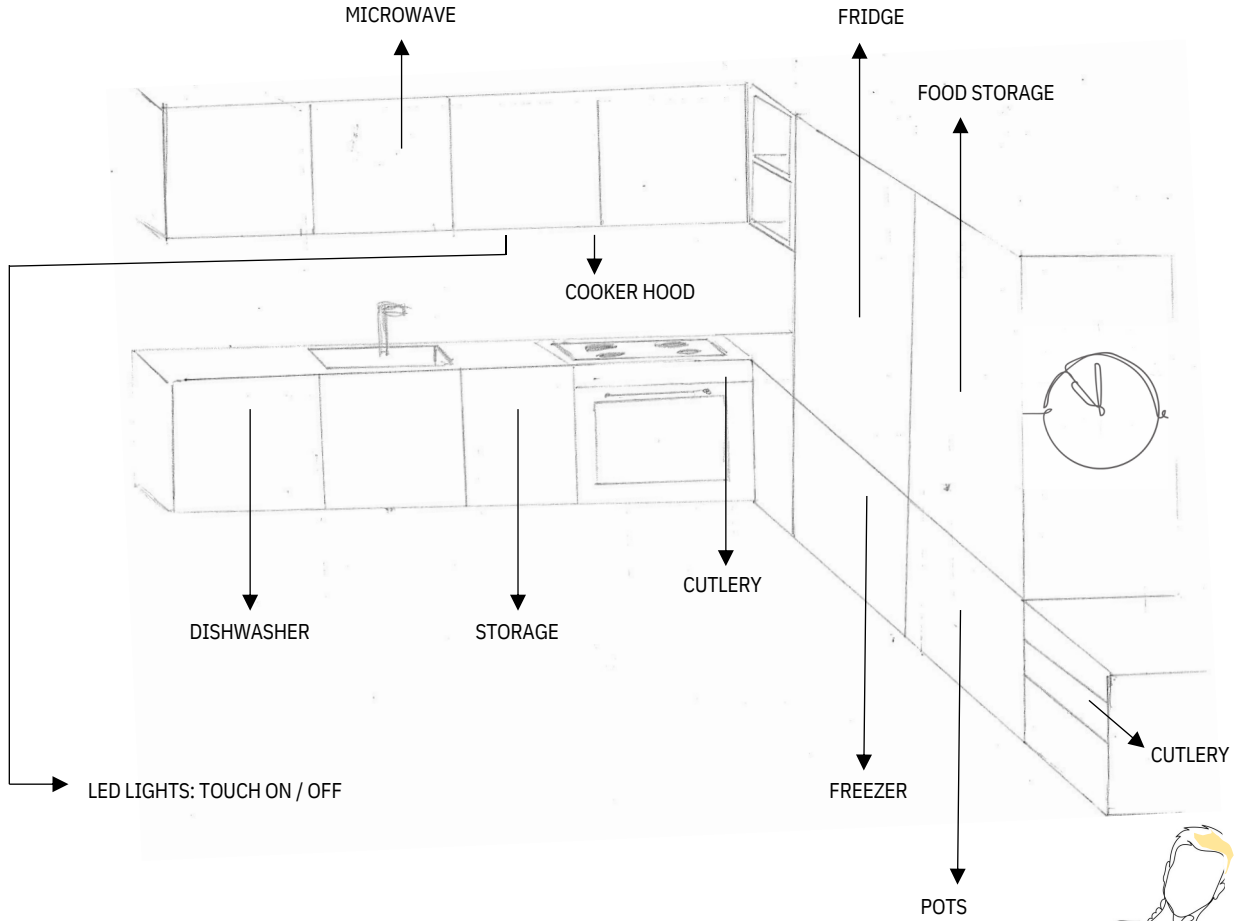 MICROWAVE
FRIDGE
FOOD STORAGE
COOKER HOOD
CUTLERY
DISHWASHER
STORAGE
CUTLERY
LED LIGHTS: TOUCH ON / OFF
FREEZER
POTS